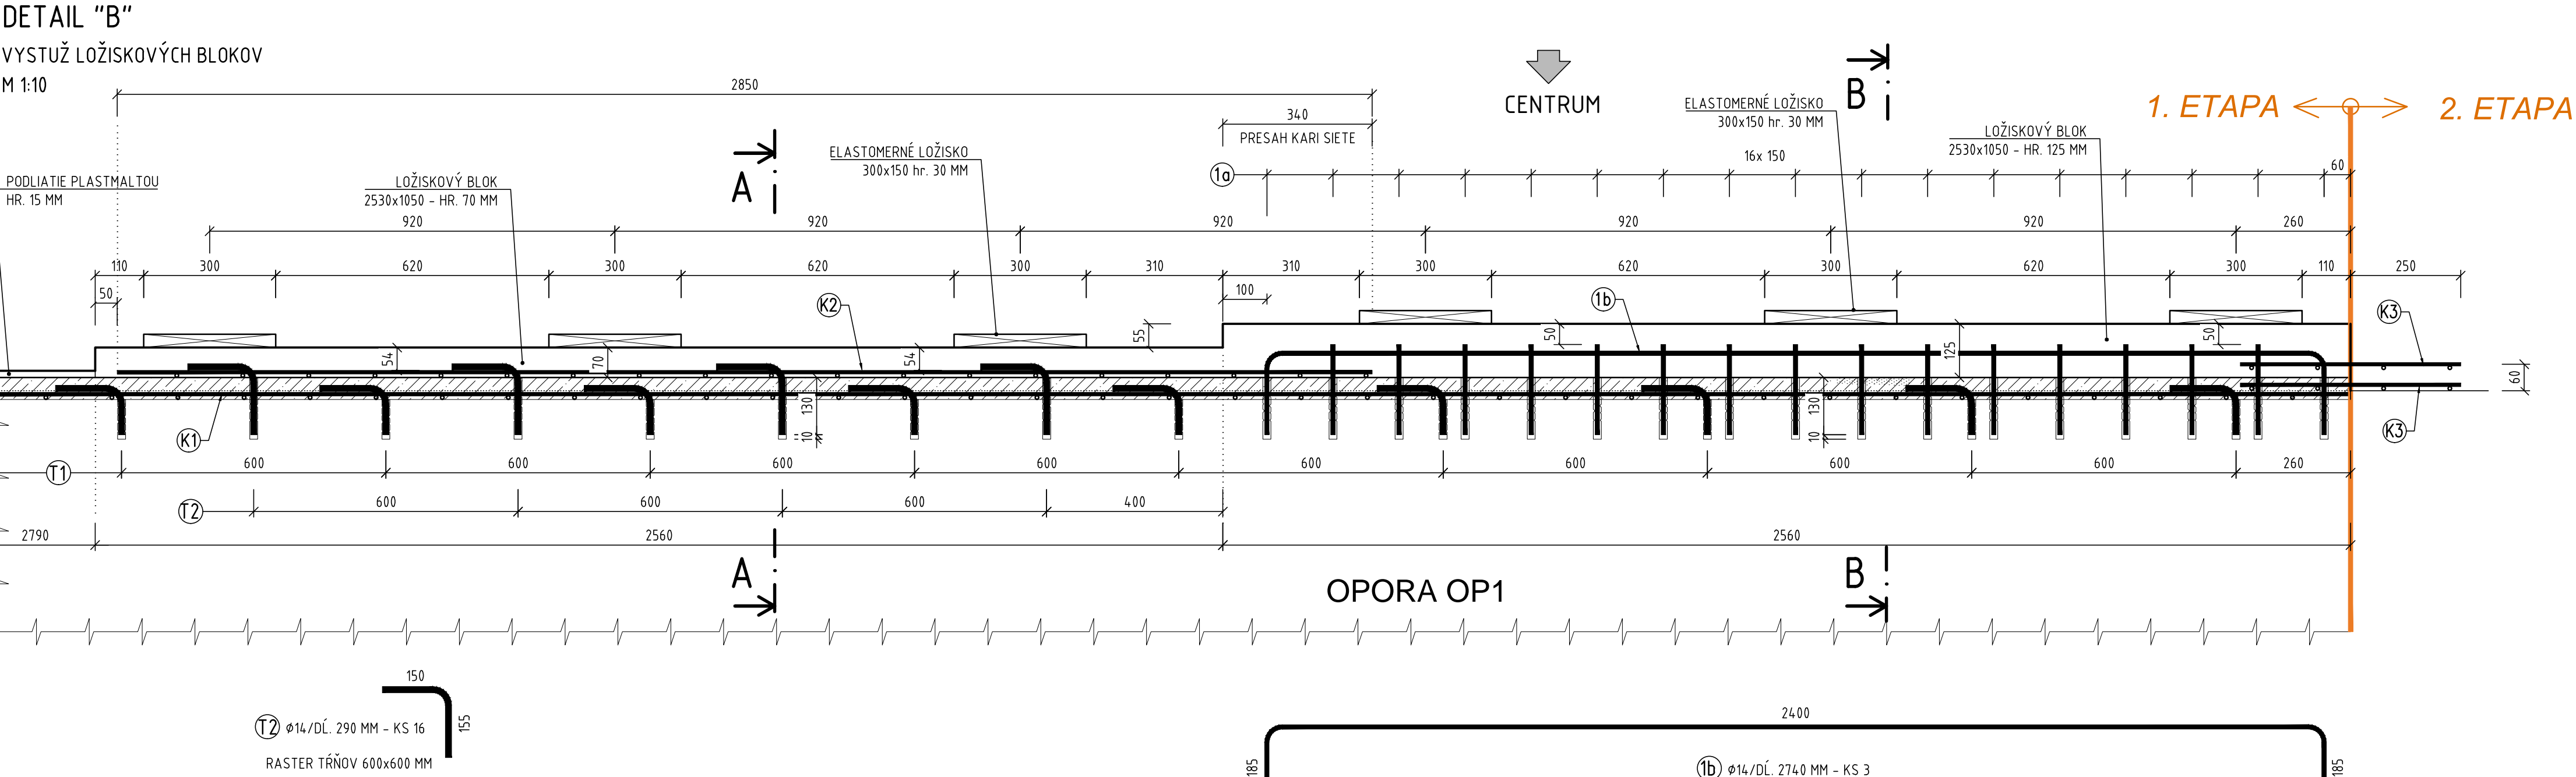 DETAIL "B"
VYSTUŽ LOŽISKOVÝCH BLOKOV
M 1:10
2850
340
PRESAH KARI SIETE
CENTRUM
B
ELASTOMERNÉ LOŽISKO
300x150 hr. 30 MM
1. ETAPA
2. ETAPA
LOŽISKOVÝ BLOK
2530x1050 - HR. 125 MM
A
ELASTOMERNÉ LOŽISKO
300x150 hr. 30 MM
16x 150
1a
60
PODLIATIE PLASTMALTOU
HR. 15 MM
LOŽISKOVÝ BLOK
2530x1050 - HR. 70 MM
920 920 920 920 920 260
110 300 620 300 620 300 310 310 300 620 300 620 300 110 250
50
K2
100
1b
K3
54 70 54 55 50 125 50 60
K1
130 10 130 10
K3
T1
600 600 600 600 600 600 600 600 260
T2
600 600 600 400
2790 2560 2560
A
B
OPORA OP1
150
155
T2 ⌀14/DĹ. 290 MM - KS 16
RASTER TŔŇOV 600x600 MM
2400
185
185
1b ⌀14/DĹ. 2740 MM - KS 3